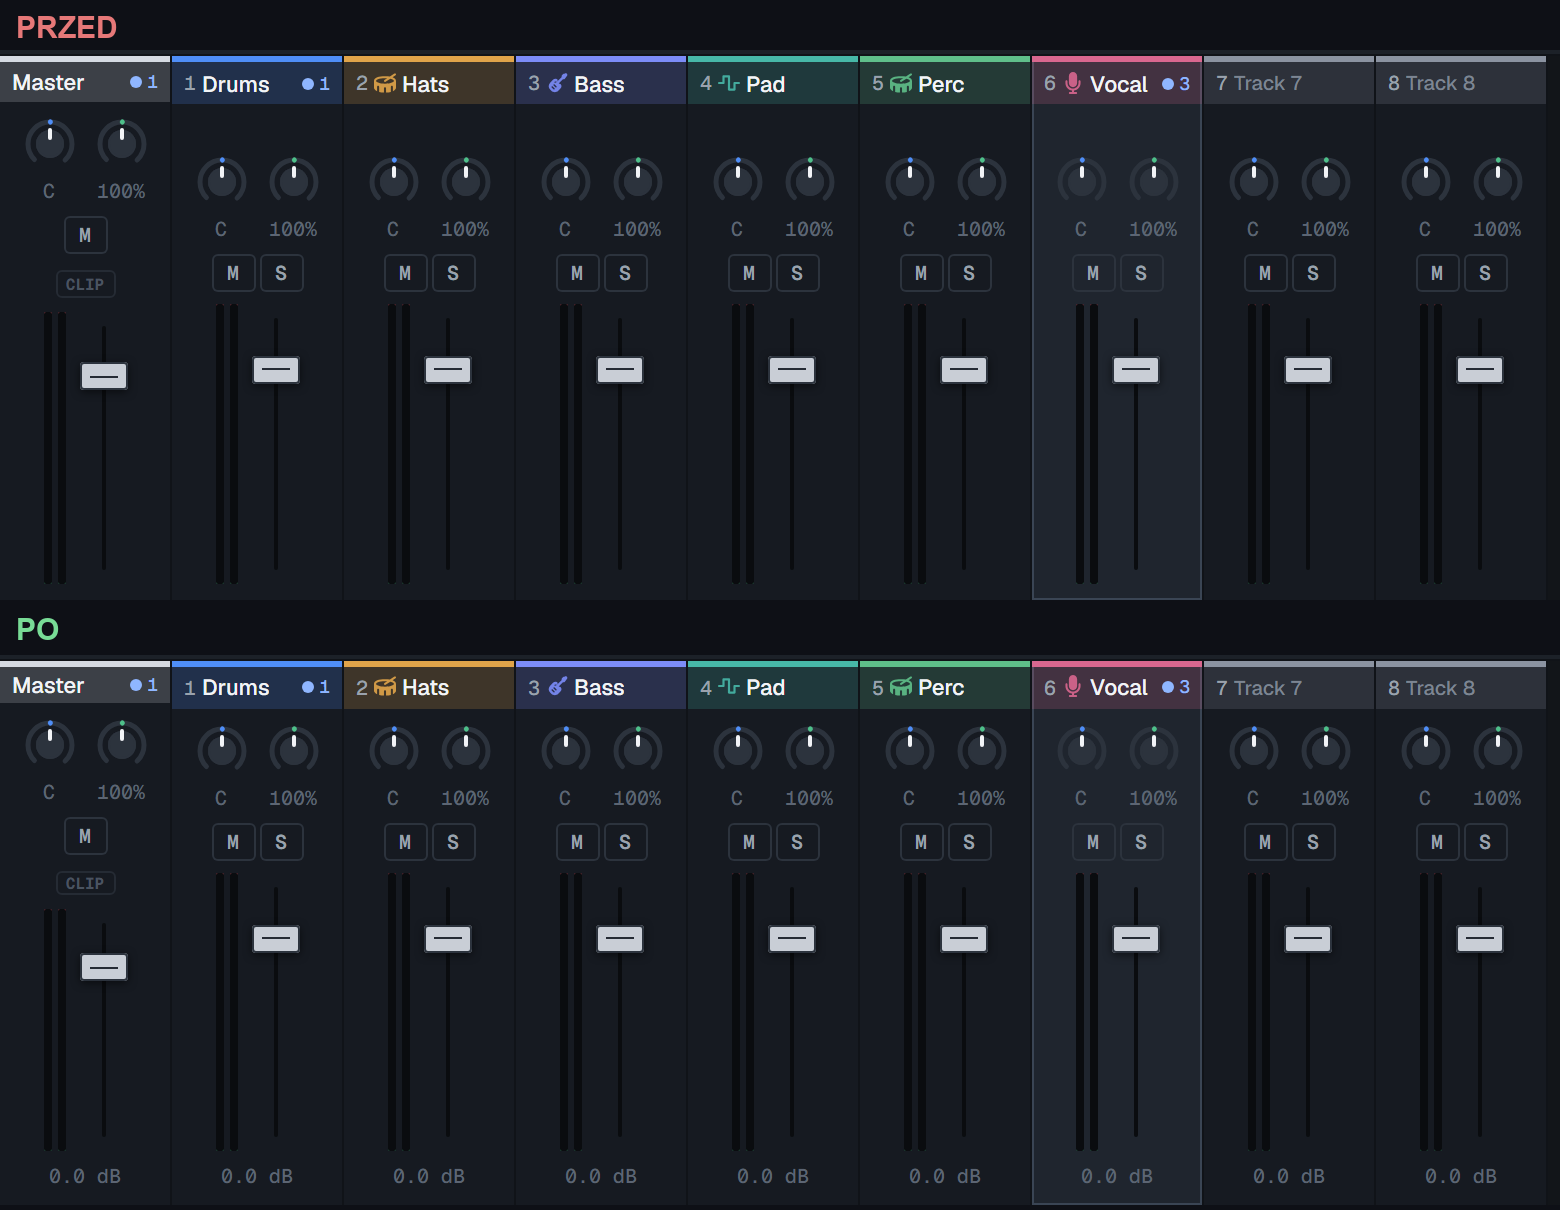 PRZED
Master 1 1 Drums 1 2 Hats 3 Bass 4 Pad 5 Perc 6 Vocal 3 7 Track 7 8 Track 8
C 100%
C 100% C 100% C 100% C 100% C 100% C 100% C 100% C 100%
M
M S M S M S M S M S M S M S M S
CLIP
PO
Master 1 1 Drums 1 2 Hats 3 Bass 4 Pad 5 Perc 6 Vocal 3 7 Track 7 8 Track 8
C 100% C 100% C 100% C 100% C 100% C 100% C 100% C 100% C 100%
M M S M S M S M S M S M S M S M S
CLIP
0.0 dB 0.0 dB 0.0 dB 0.0 dB 0.0 dB 0.0 dB 0.0 dB 0.0 dB 0.0 dB